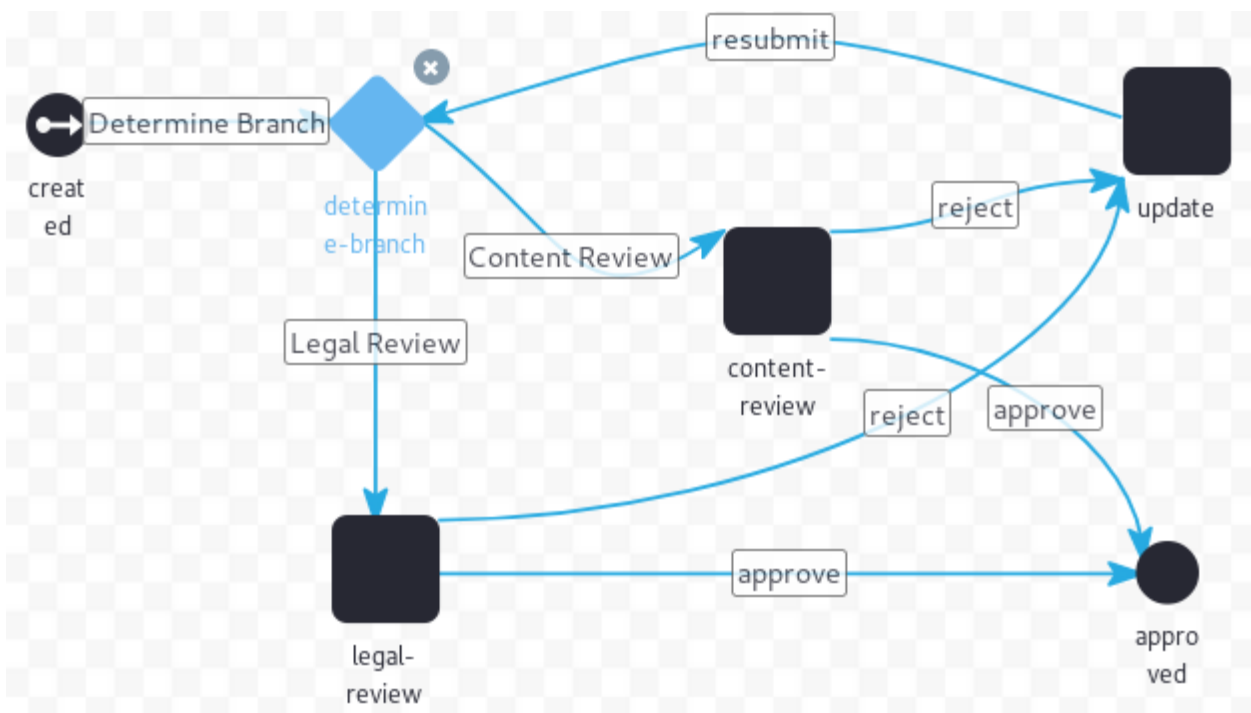 resubmit
Determine Branch
creat
ed
determin
e-branch
reject
update
Content Review
Legal Review
content-
review
reject
approve
approve
legal-
review
appro
ved